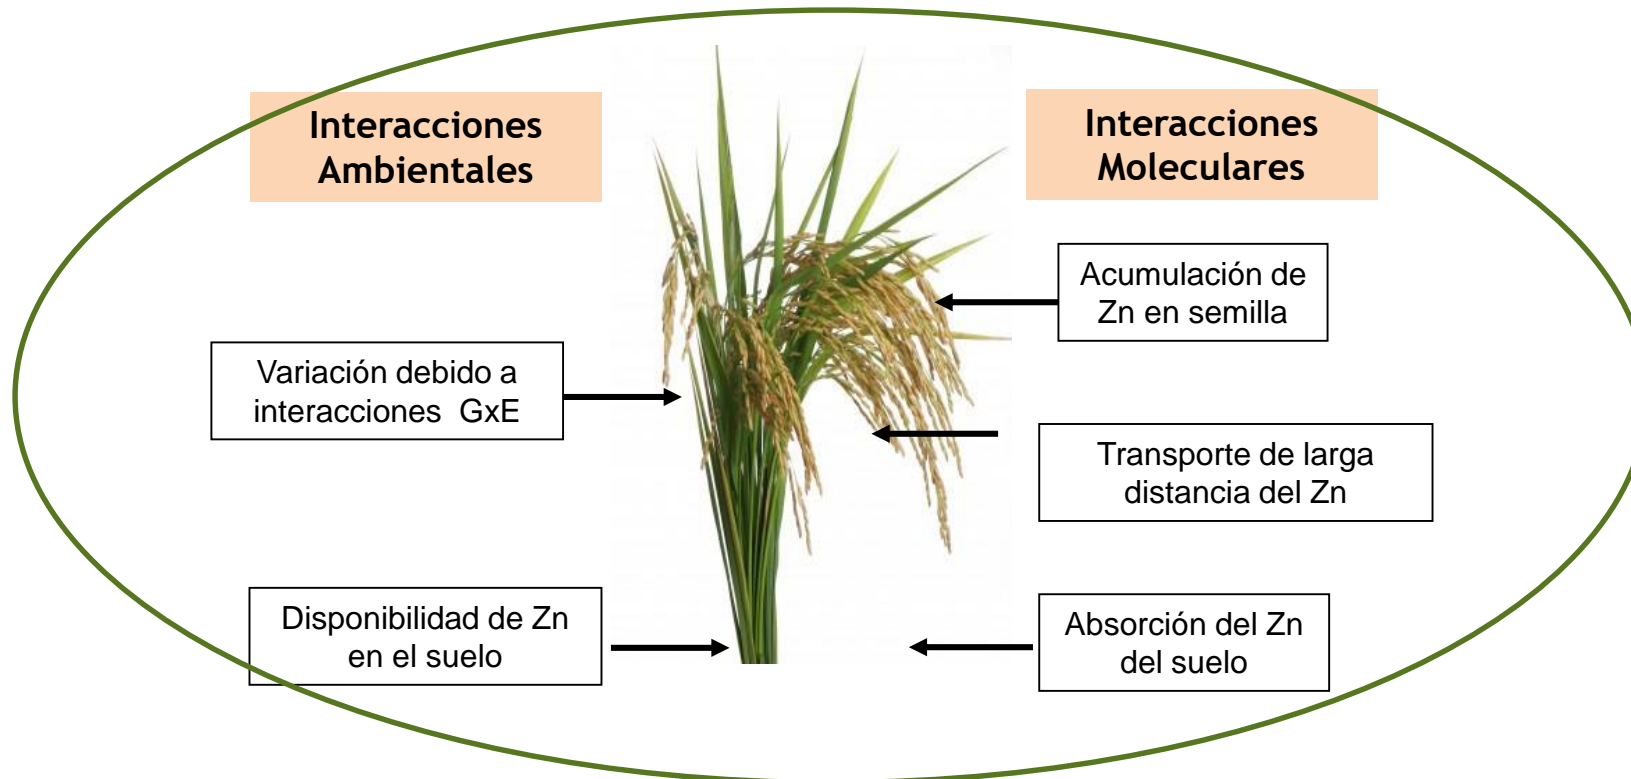 Interacciones
Ambientales
Variación debido a
interacciones GxE
Disponibilidad de Zn
en el suelo
Interacciones
Moleculares
Acumulación de
Zn en semilla
Transporte de larga
distancia del Zn
Absorción del Zn
del suelo